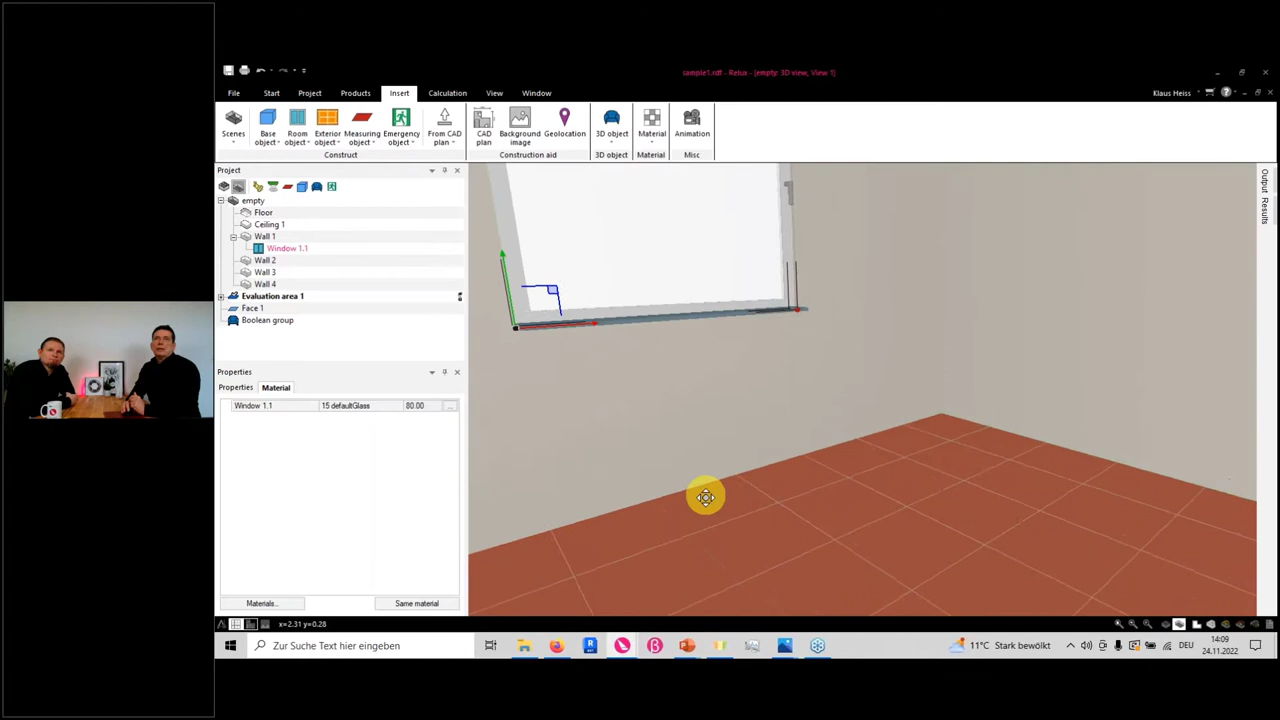 sample1.rdf - Relux - [empty: 3D view, View 1]
File Start Project Products Insert Calculation View Window Klaus Heiss
Scenes Base object Room object Exterior object Measuring object Emergency object From CAD plan CAD plan Background image Geolocation 3D object Material Animation
Construct Construction aid 3D object Material Misc
Project
empty
Floor
Ceiling 1
Wall 1
Window 1.1
Wall 2
Wall 3
Wall 4
Evaluation area 1
Face 1
Boolean group
Properties
Properties Material
Window 1.1 15 defaultGlass 80.00 ...
Materials.. Same material
Output Results
x=2.31 y=0.28
Zur Suche Text hier eingeben
11°C Stark bewölkt
DEU
14:09
24.11.2022